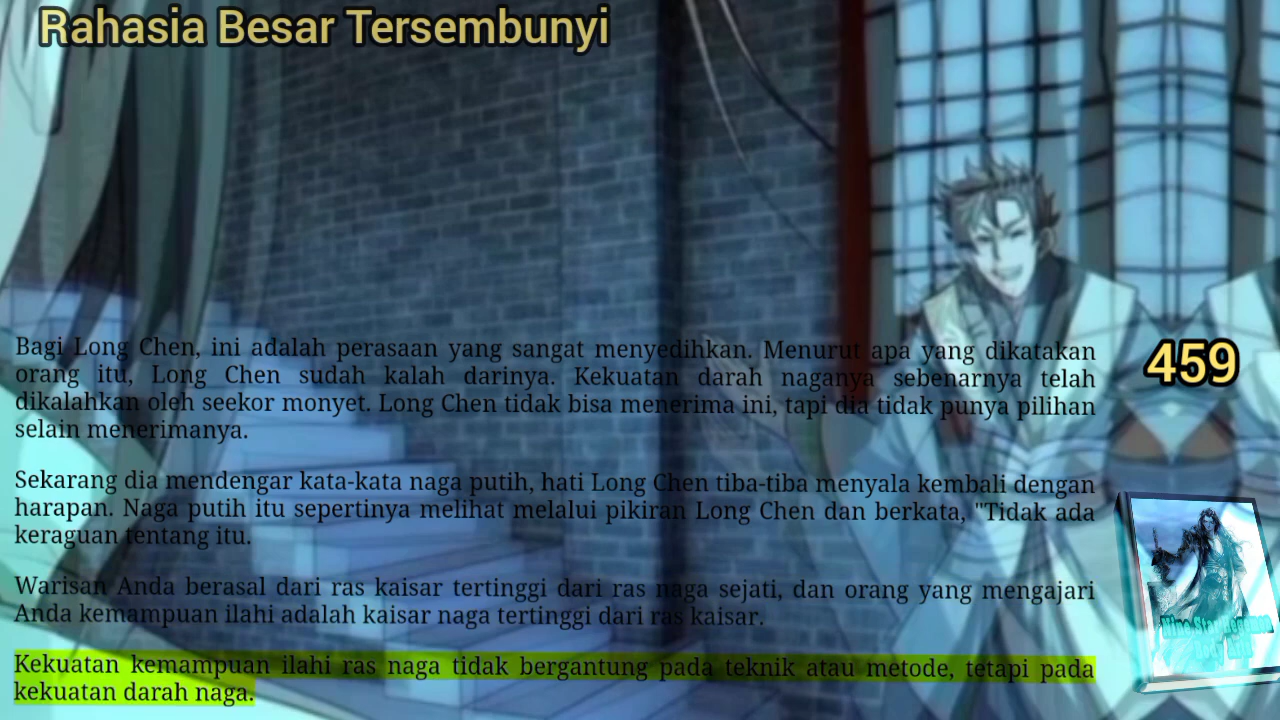 Rahasia Besar Tersembunyi
Bagi Long Chen, ini adalah perasaan yang sangat menyedihkan. Menurut apa yang dikatakan
orang itu, Long Chen sudah kalah darinya. Kekuatan darah naganya sebenarnya telah
dikalahkan oleh seekor monyet. Long Chen tidak bisa menerima ini, tapi dia tidak punya pilihan
selain menerimanya.
459
Sekarang dia mendengar kata-kata naga putih, hati Long Chen tiba-tiba menyala kembali dengan
harapan. Naga putih itu sepertinya melihat melalui pikiran Long Chen dan berkata, "Tidak ada
keraguan tentang itu.
Warisan Anda berasal dari ras kaisar tertinggi dari ras naga sejati, dan orang yang mengajari
Anda kemampuan ilahi adalah kaisar naga tertinggi dari ras kaisar.
Nine Star Hegemon
Body Arts
Kekuatan kemampuan ilahi ras naga tidak bergantung pada teknik atau metode, tetapi pada
kekuatan darah naga.